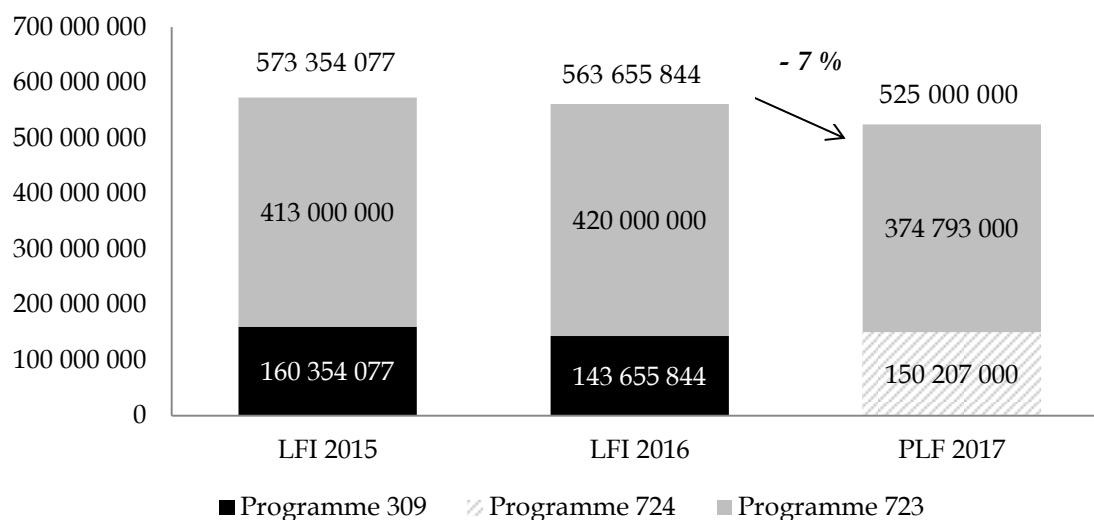 700 000 000
600 000 000
500 000 000
400 000 000
300 000 000
200 000 000
100 000 000
0
573 354 077
563 655 844
- 7 %
525 000 000
413 000 000
420 000 000
374 793 000
160 354 077
143 655 844
150 207 000
LFI 2015
LFI 2016
PLF 2017
Programme 309
Programme 724
Programme 723